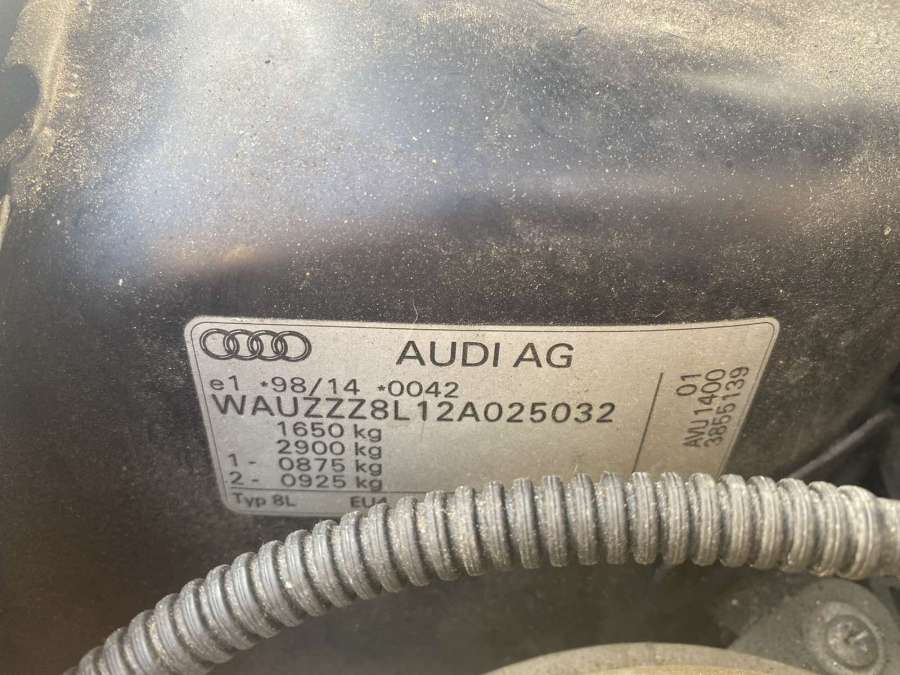 AUDI AG
e1 *98/14 *0042
WAUZZZ8L12A025032
1650 kg
2900 kg
1 - 0875 kg
2 - 0925 kg
Typ 8L EU4
01
AVU1400
3855139